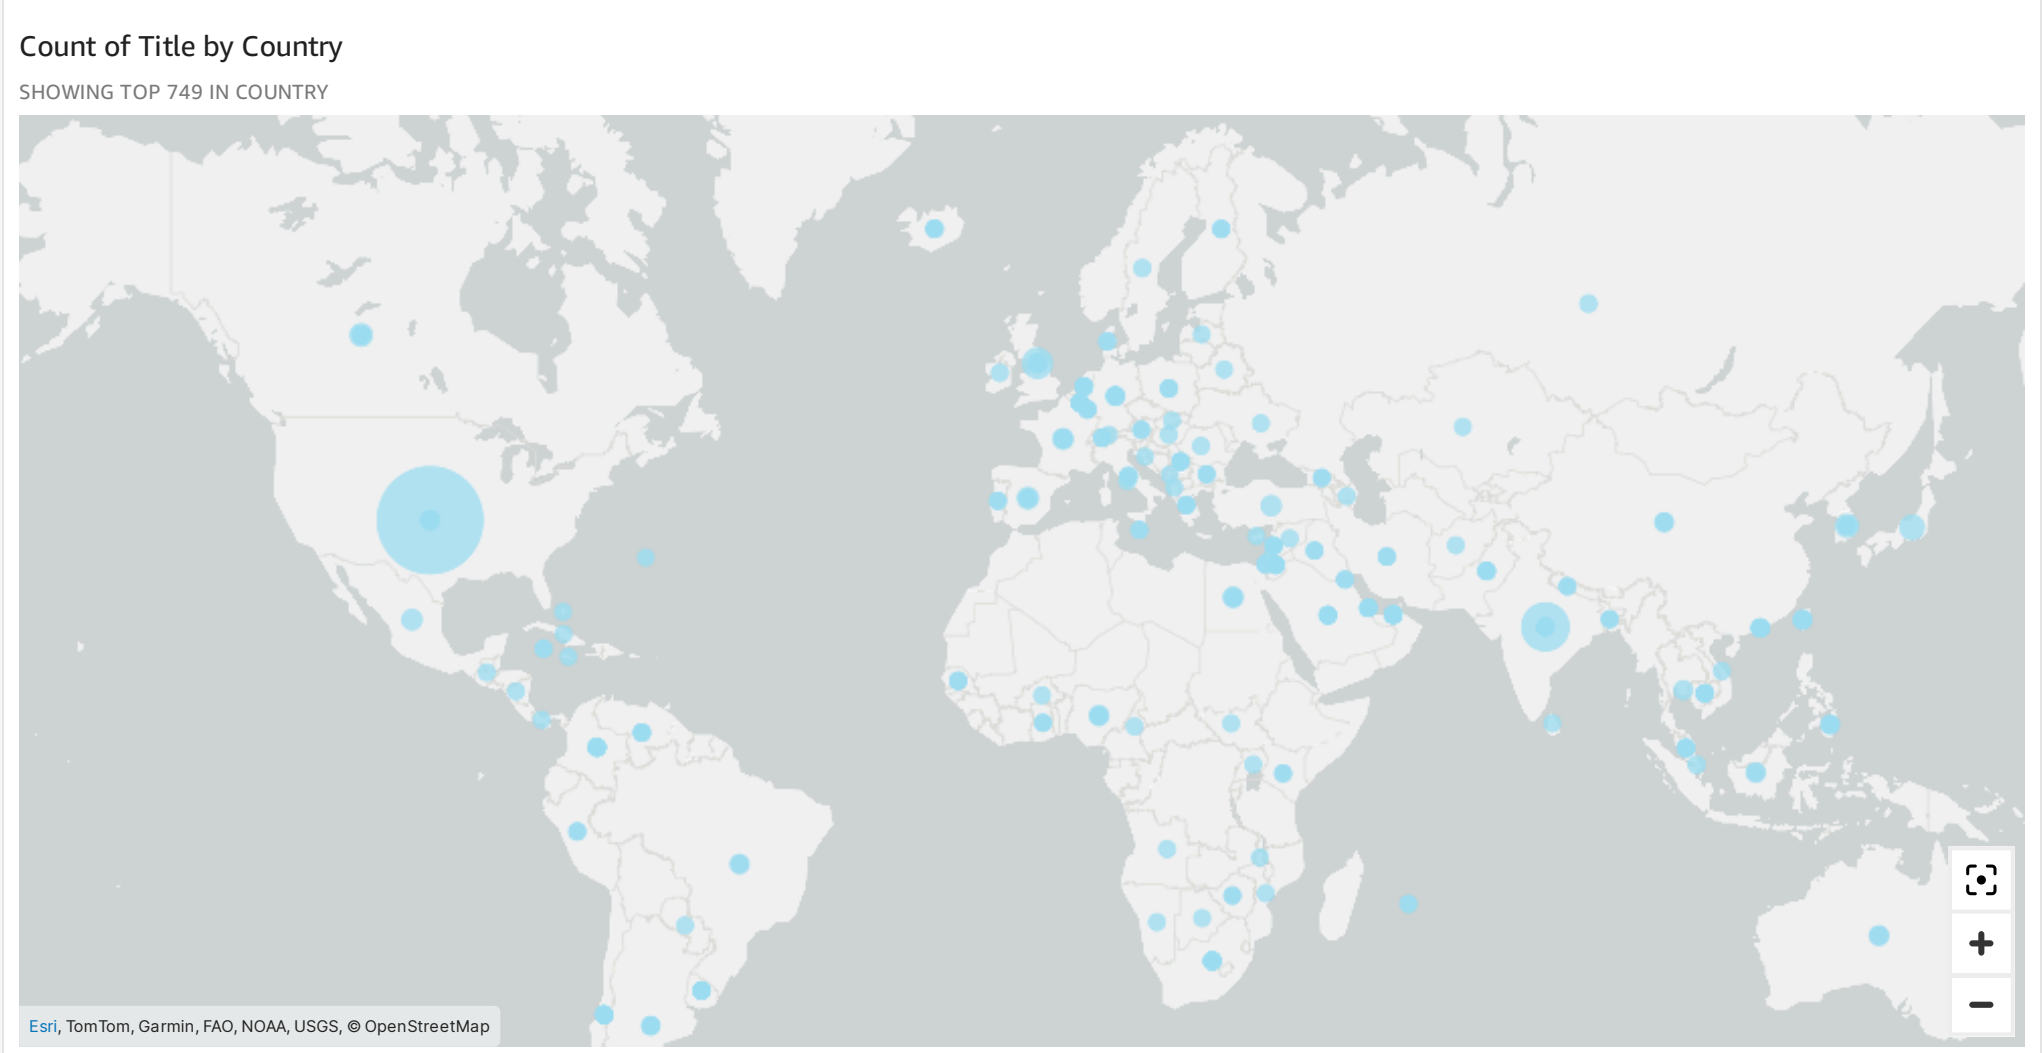 Count of Title by Country
SHOWING TOP 749 IN COUNTRY
Esri, TomTom, Garmin, FAO, NOAA, USGS, © OpenStreetMap